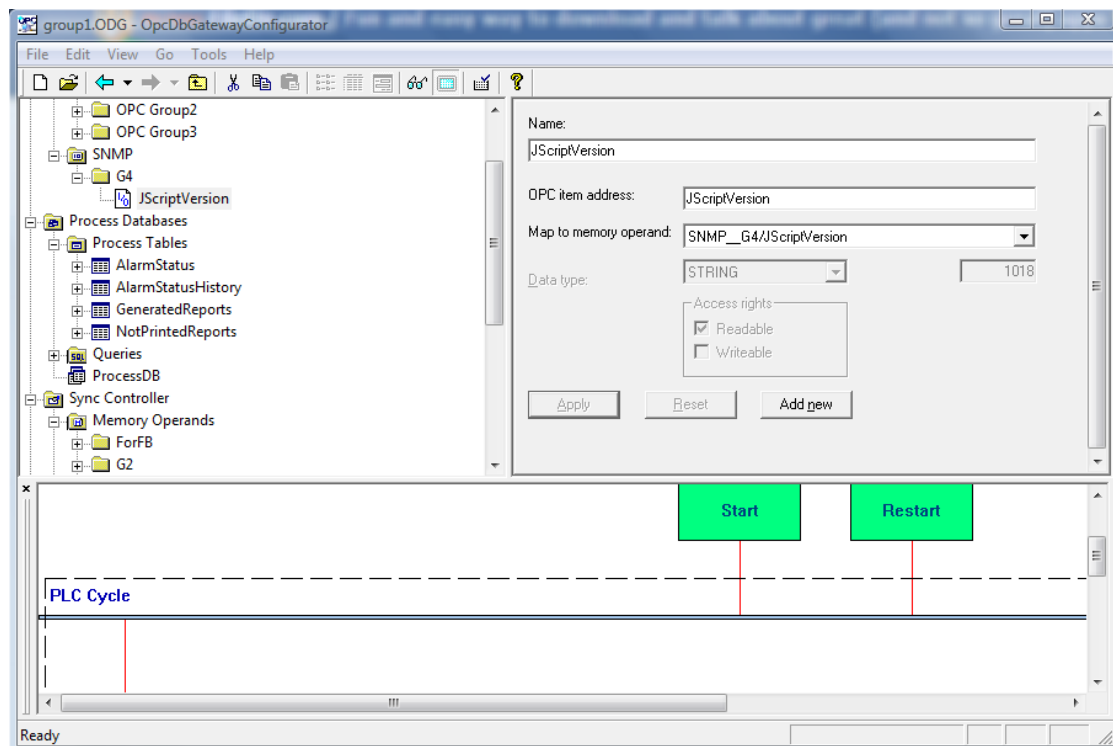 group1.ODG - OpcDbGatewayConfigurator
File Edit View Go Tools Help
OPC Group2
OPC Group3
SNMP
G4
JScriptVersion
Process Databases
Process Tables
AlarmStatus
AlarmStatusHistory
GeneratedReports
NotPrintedReports
Queries
ProcessDB
Sync Controller
Memory Operands
ForFB
G2
Name:
JScriptVersion
OPC item address:
JScriptVersion
Map to memory operand:
SNMP__G4/JScriptVersion
Data type:
STRING
1018
Access rights
Readable
Writeable
Apply Reset Add new
Start Restart
PLC Cycle
Ready